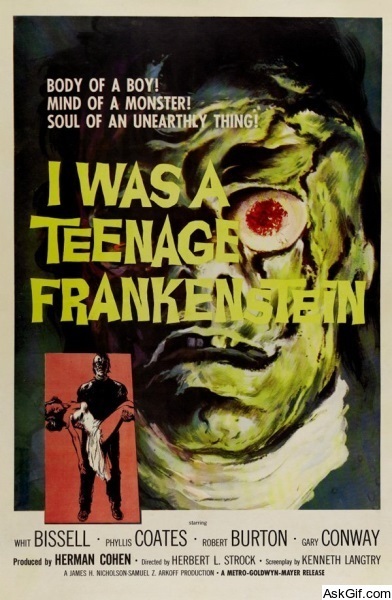 BODY OF A BOY!
MIND OF A MONSTER!
SOUL OF AN UNEARTHLY THING!
I WAS A
TEENAGE
FRANKENSTEIN
starring
WHIT BISSELL · PHYLLIS COATES · ROBERT BURTON · GARY CONWAY
Produced by HERMAN COHEN · Directed by HERBERT L. STROCK · Screenplay by KENNETH LANGTRY
A JAMES H. NICHOLSON-SAMUEL Z. ARKOFF PRODUCTION · A METRO-GOLDWYN-MAYER RELEASE
AskGif.com